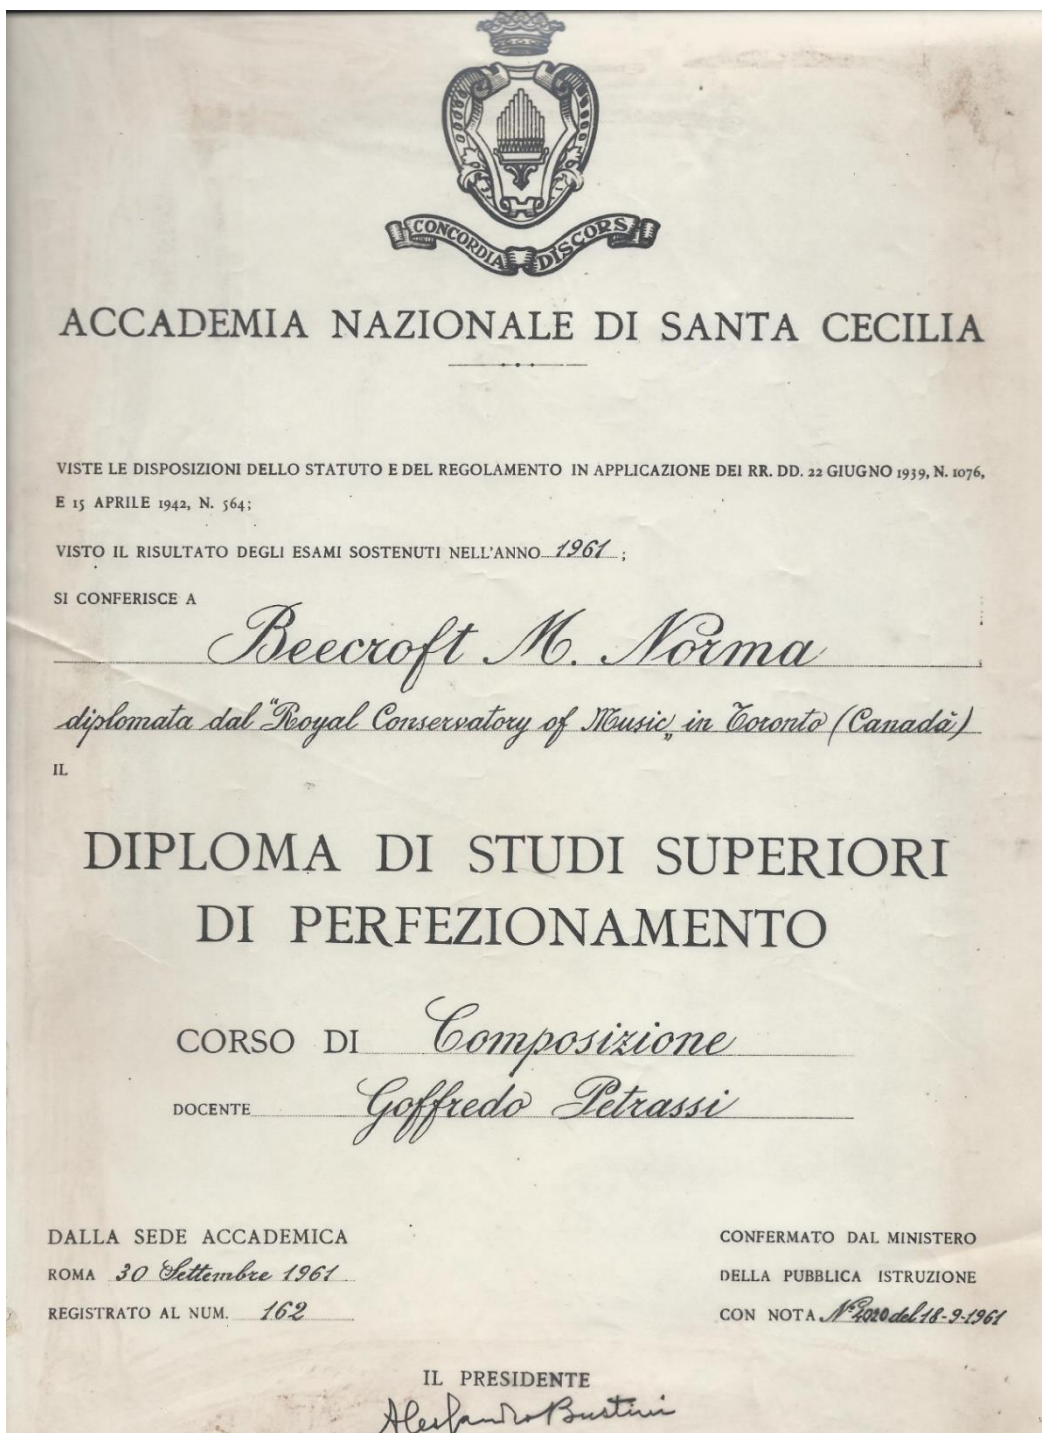 CONCORDIA DISCORS
ACCADEMIA NAZIONALE DI SANTA CECILIA
VISTE LE DISPOSIZIONI DELLO STATUTO E DEL REGOLAMENTO IN APPLICAZIONE DEI RR. DD. 22 GIUGNO 1939, N. 1076,
E 15 APRILE 1942, N. 564;
VISTO IL RISULTATO DEGLI ESAMI SOSTENUTI NELL'ANNO 1961;
SI CONFERISCE A
Beecroft M. Norma
diplomata dal "Royal Conservatory of Music„ in Toronto (Canadà)
IL
DIPLOMA DI STUDI SUPERIORI
DI PERFEZIONAMENTO
CORSO DI Composizione
DOCENTE Goffredo Petrassi
DALLA SEDE ACCADEMICA
ROMA 30 Settembre 1961
REGISTRATO AL NUM. 162
CONFERMATO DAL MINISTERO
DELLA PUBBLICA ISTRUZIONE
CON NOTA Nº 2020 del 18-9-1961
IL PRESIDENTE
Alessandro Bustini